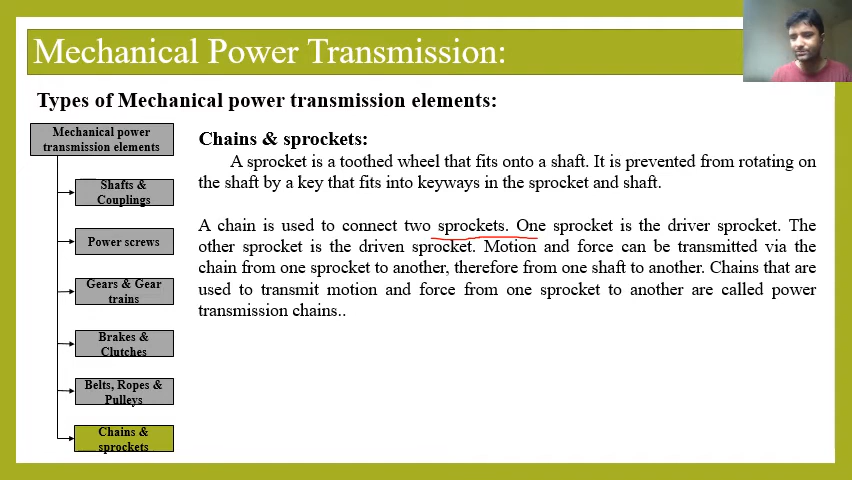 Mechanical Power Transmission:
Types of Mechanical power transmission elements:
Mechanical power
transmission elements
Shafts &
Couplings
Power screws
Gears & Gear
trains
Brakes &
Clutches
Belts, Ropes &
Pulleys
Chains &
sprockets
Chains & sprockets:
A sprocket is a toothed wheel that fits onto a shaft. It is prevented from rotating on
the shaft by a key that fits into keyways in the sprocket and shaft.
A chain is used to connect two sprockets. One sprocket is the driver sprocket. The
other sprocket is the driven sprocket. Motion and force can be transmitted via the
chain from one sprocket to another, therefore from one shaft to another. Chains that are
used to transmit motion and force from one sprocket to another are called power
transmission chains..